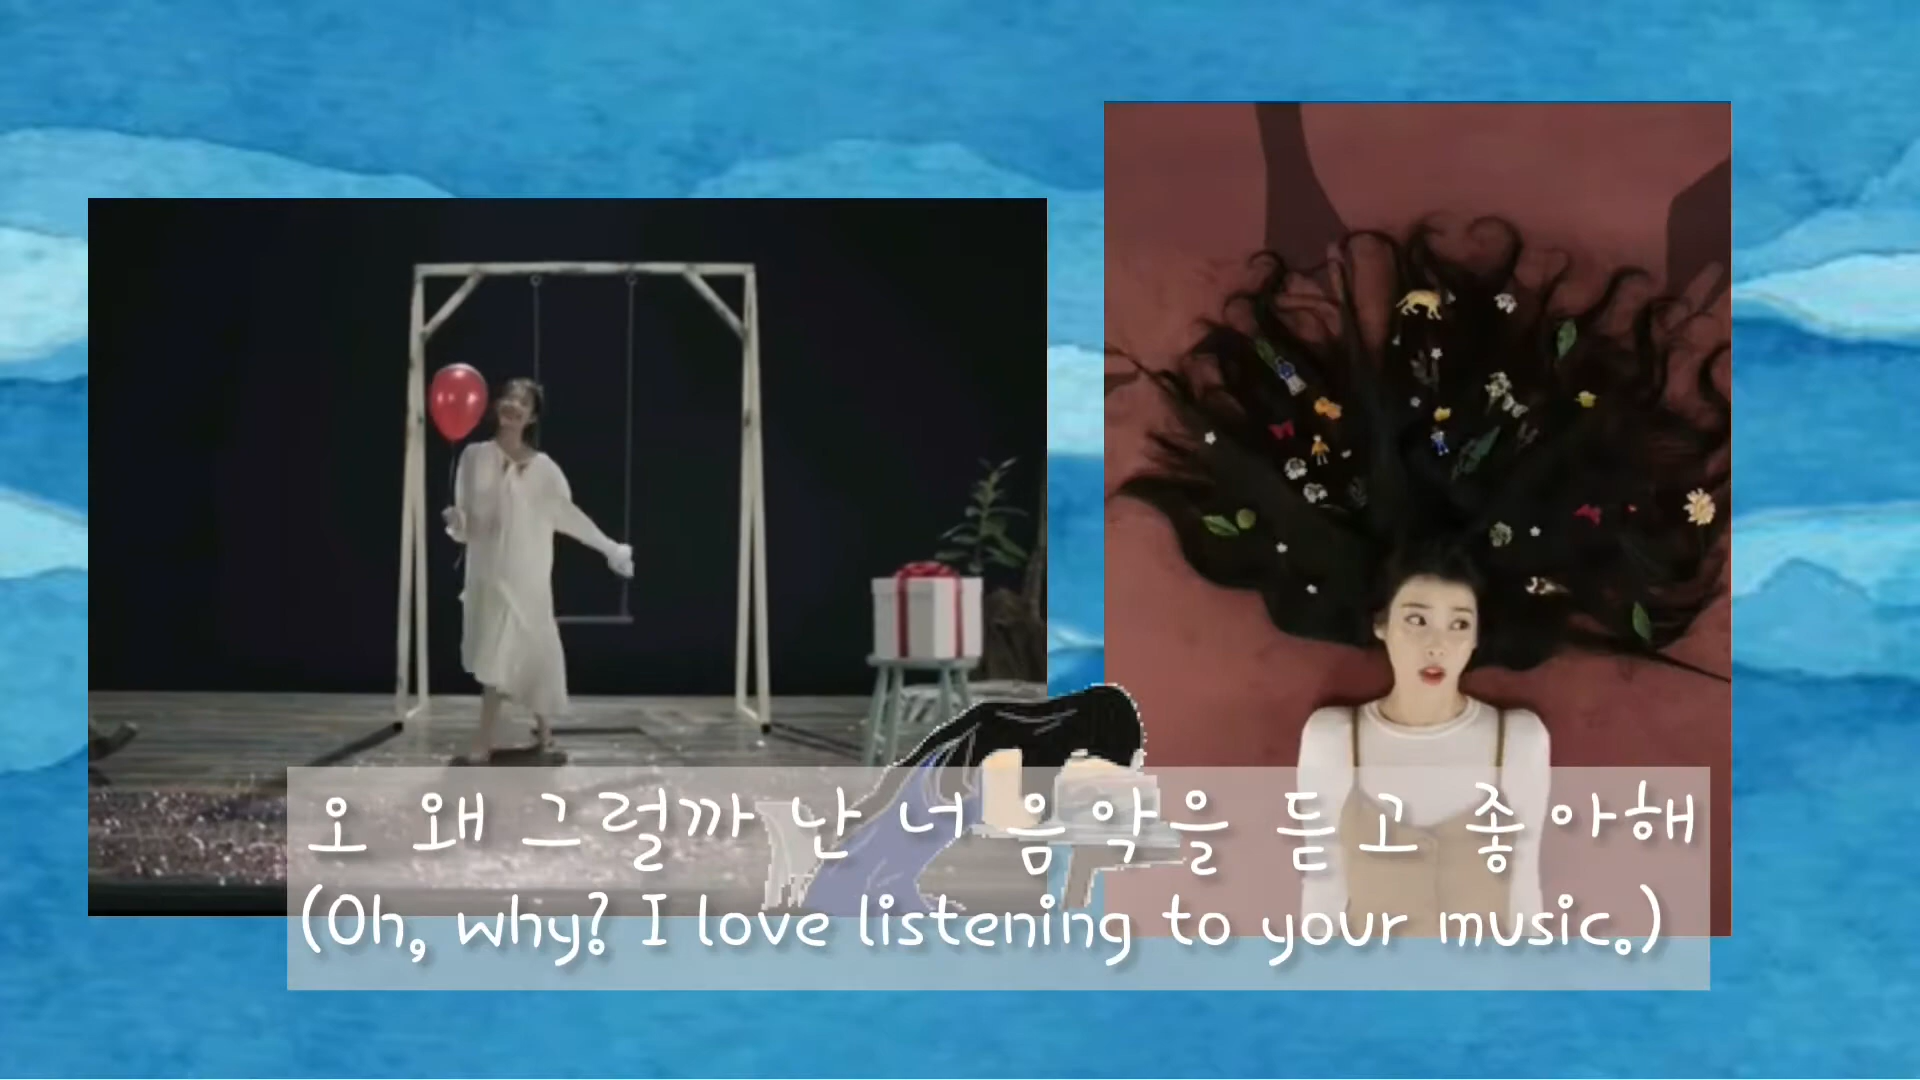 오 왜 그럴까 난 너 음악을 듣고 좋아해
(Oh, why? I love listening to your music.)